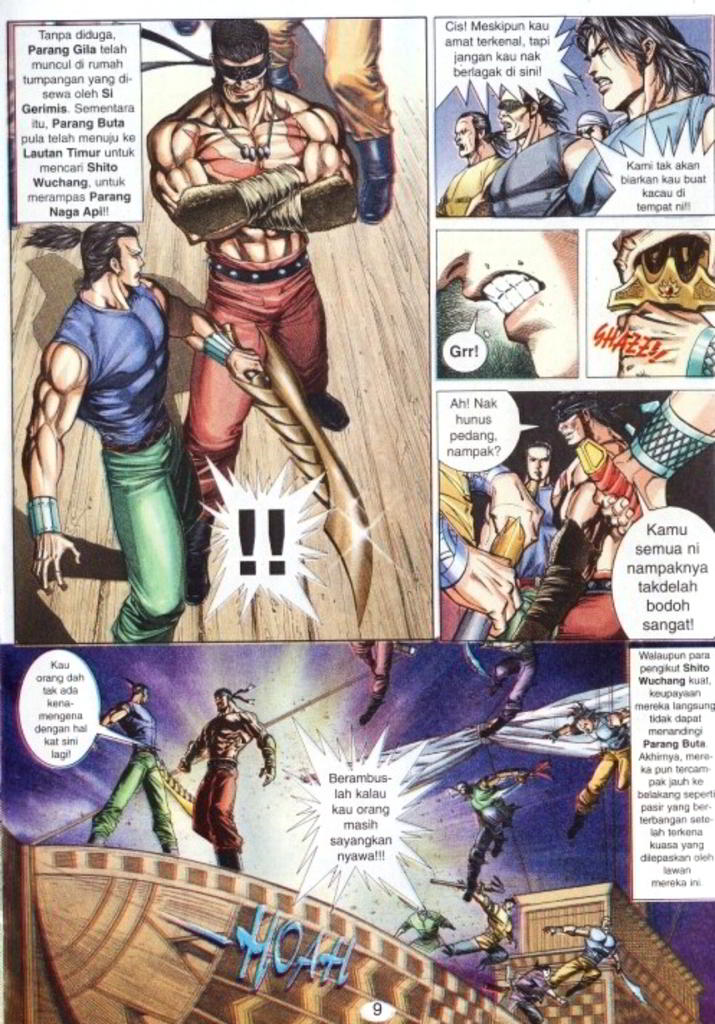 Tanpa diduga,
Parang Gila telah
muncul di rumah
tumpangan yang di-
sewa oleh Si
Gerimis. Sementara
itu, Parang Buta
pula telah menuju ke
Lautan Timur untuk
mencari Shito
Wuchang, untuk
merampas Parang
Naga Api!!
!!
Cis! Meskipun kau
amat terkenal, tapi
jangan kau nak
berlagak di sini!
Kami tak akan
biarkan kau buat
kacau di
tempat ni!!
Grr!
GHAZZ!!
Ah! Nak
hunus
pedang,
nampak?
Kamu
semua ni
nampaknya
takdelah
bodoh
sangat!
Kau
orang dah
tak ada
kena-
mengena
dengan hal
kat sini
lagi!
Berambus-
lah kalau
kau orang
masih
sayangkan
nyawa!!!
Walaupun para
pengikut Shito
Wuchang kuat,
keupayaan
mereka langsung
tidak dapat
menandingi
Parang Buta.
Akhirnya, mere-
ka pun tercam-
pak jauh ke
belakang seperti
pasir yang ber-
terbangan sete-
lah terkena
kuasa yang
dilepaskan oleh
lawan
mereka ini.
HOAH
9